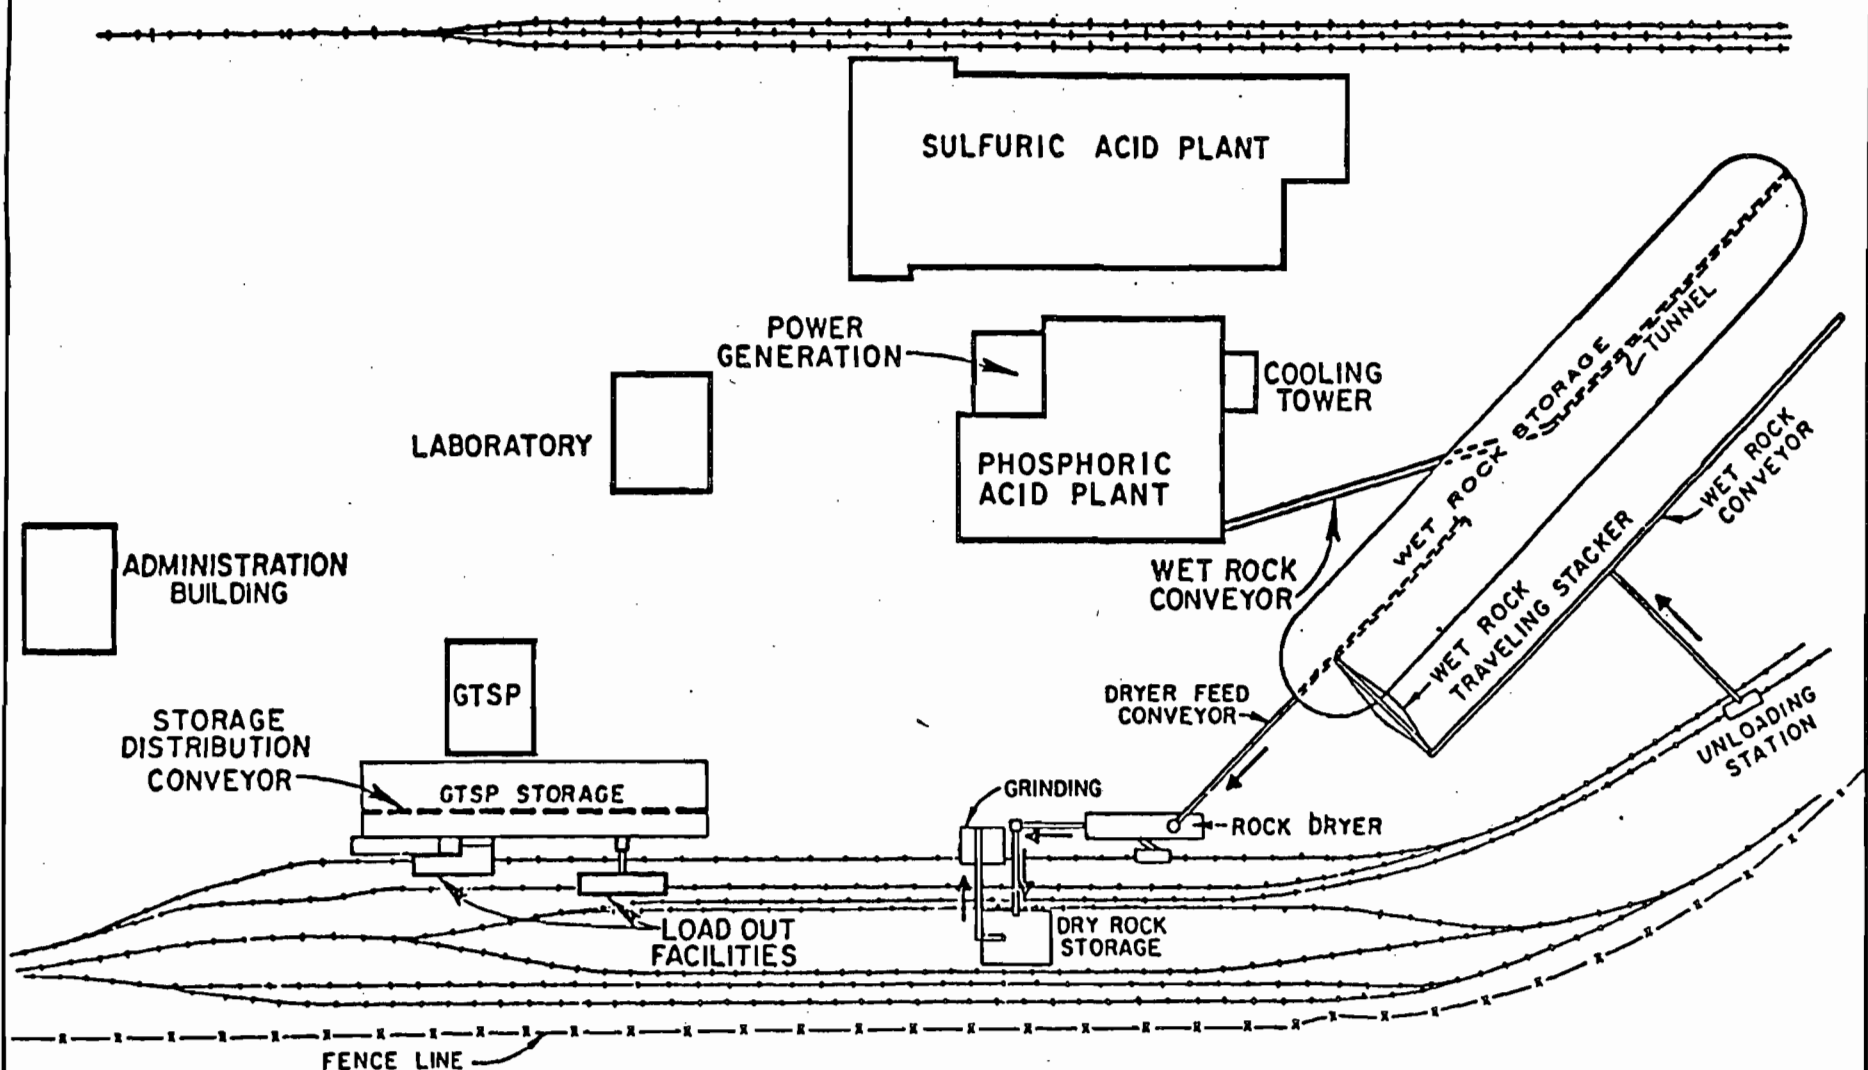 SULFURIC ACID PLANT
POWER
GENERATION
COOLING
TOWER
LABORATORY
PHOSPHORIC
ACID PLANT
WET ROCK STORAGE
TUNNEL
WET ROCK
CONVEYOR
WET ROCK
CONVEYOR
WET ROCK
TRAVELING STACKER
ADMINISTRATION
BUILDING
GTSP
STORAGE
DISTRIBUTION
CONVEYOR
GTSP STORAGE
DRYER FEED
CONVEYOR
UNLOADING
STATION
GRINDING
ROCK DRYER
LOAD OUT
FACILITIES
DRY ROCK
STORAGE
FENCE LINE